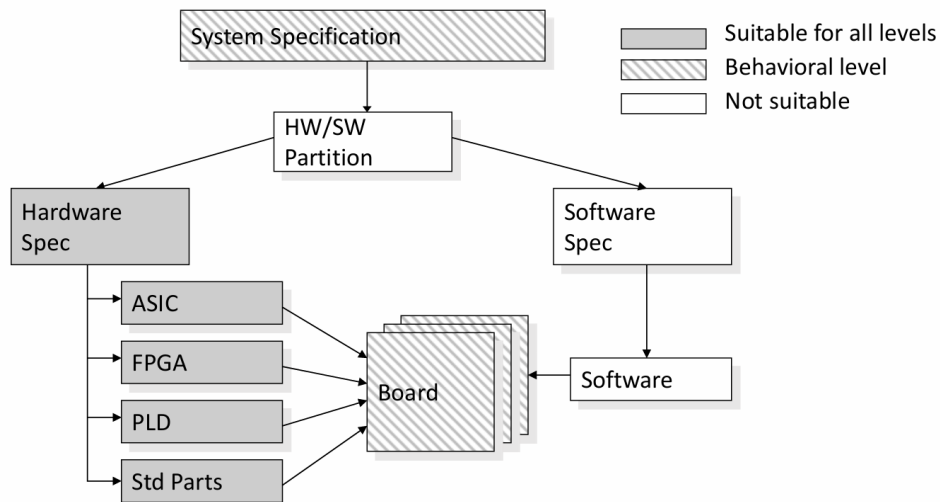 System Specification
Suitable for all levels
Behavioral level
Not suitable
HW/SW
Partition
Hardware
Spec
Software
Spec
ASIC
FPGA
PLD
Std Parts
Board
Software